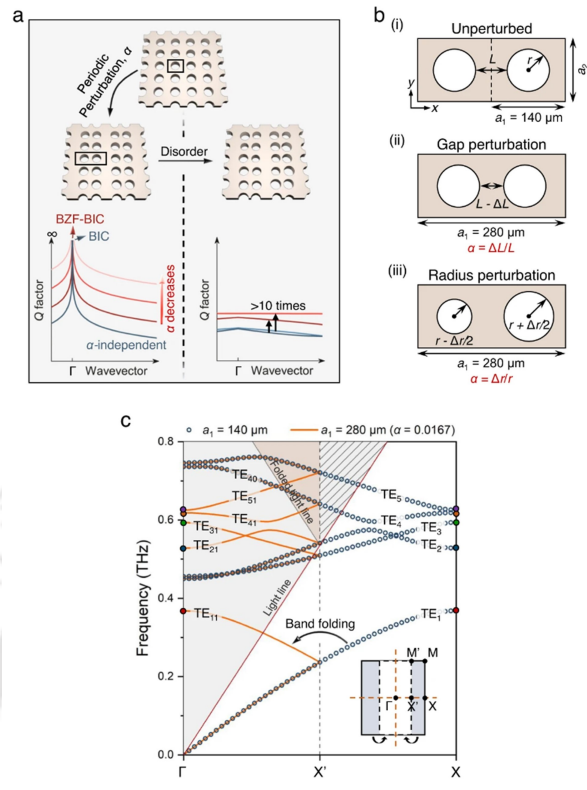 a
Periodic
Perturbation, α
Disorder
BZF-BIC
∞
BIC
Q factor
α decreases
α-independent
Γ
Wavevector
Q factor
>10 times
Γ
Wavevector
b
(i)
Unperturbed
L
r
a₂
y
x
a₁ = 140 μm
(ii)
Gap perturbation
L - ΔL
a₁ = 280 μm
α = ΔL/L
(iii)
Radius perturbation
r - Δr/2
r + Δr/2
a₁ = 280 μm
α = Δr/r
c
a₁ = 140 μm
a₁ = 280 μm (α = 0.0167)
Frequency (THz)
0.8
0.6
0.4
0.2
0.0
TE₄₀
TE₅₁
TE₄₁
TE₃₁
TE₂₁
TE₁₁
Folded light line
Light line
Band folding
TE₅
TE₄
TE₃
TE₂
TE₁
M'
M
Γ
X'
X
Γ
X'
X